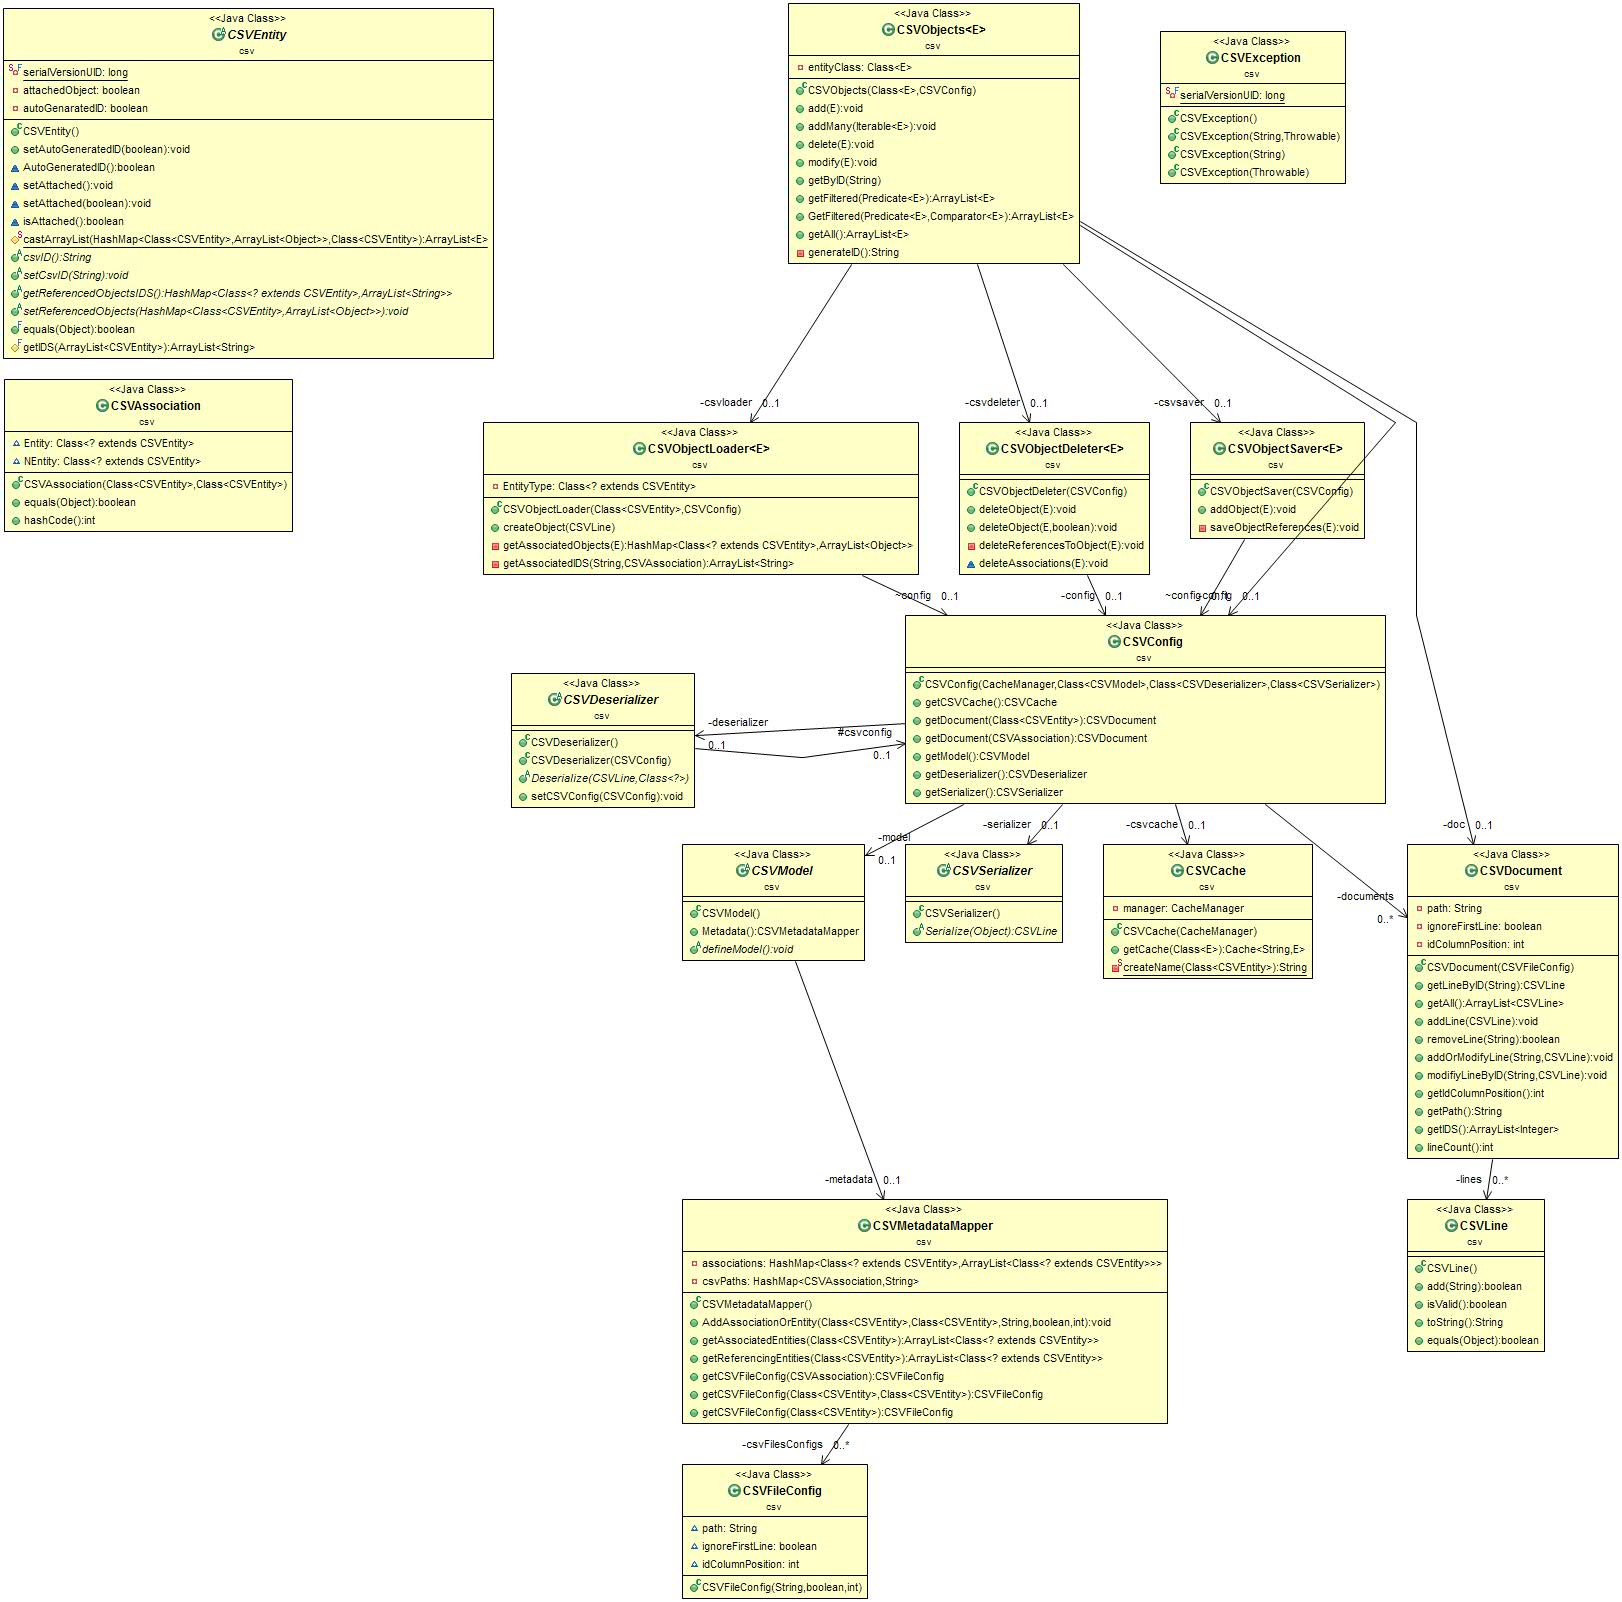 <<Java Class>>
CSVEntity
csv
serialVersionUID: long
attachedObject: boolean
autoGenaratedID: boolean
CSVEntity()
setAutoGeneratedID(boolean):void
AutoGeneratedID():boolean
setAttached():void
setAttached(boolean):void
isAttached():boolean
castArrayList(HashMap<Class<CSVEntity>,ArrayList<Object>>,Class<CSVEntity>):ArrayList<E>
csvID():String
setCsvID(String):void
getReferencedObjectsIDS():HashMap<Class<? extends CSVEntity>,ArrayList<String>>
setReferencedObjects(HashMap<Class<CSVEntity>,ArrayList<Object>>):void
equals(Object):boolean
getIDS(ArrayList<CSVEntity>):ArrayList<String>
<<Java Class>>
CSVObjects<E>
csv
entityClass: Class<E>
CSVObjects(Class<E>,CSVConfig)
add(E):void
addMany(Iterable<E>):void
delete(E):void
modify(E):void
getByID(String)
getFiltered(Predicate<E>):ArrayList<E>
GetFiltered(Predicate<E>,Comparator<E>):ArrayList<E>
getAll():ArrayList<E>
generateID():String
<<Java Class>>
CSVException
csv
serialVersionUID: long
CSVException()
CSVException(String,Throwable)
CSVException(String)
CSVException(Throwable)
<<Java Class>>
CSVAssociation
csv
Entity: Class<? extends CSVEntity>
NEntity: Class<? extends CSVEntity>
CSVAssociation(Class<CSVEntity>,Class<CSVEntity>)
equals(Object):boolean
hashCode():int
-csvloader 0..1
-csvdeleter 0..1
-csvsaver 0..1
<<Java Class>>
CSVObjectLoader<E>
csv
EntityType: Class<? extends CSVEntity>
CSVObjectLoader(Class<CSVEntity>,CSVConfig)
createObject(CSVLine)
getAssociatedObjects(E):HashMap<Class<? extends CSVEntity>,ArrayList<Object>>
getAssociatedIDS(String,CSVAssociation):ArrayList<String>
<<Java Class>>
CSVObjectDeleter<E>
csv
CSVObjectDeleter(CSVConfig)
deleteObject(E):void
deleteObject(E,boolean):void
deleteReferencesToObject(E):void
deleteAssociations(E):void
<<Java Class>>
CSVObjectSaver<E>
csv
CSVObjectSaver(CSVConfig)
addObject(E):void
saveObjectReferences(E):void
~config 0..1
-config 0..1
~config 0..1
-config 0..1
<<Java Class>>
CSVConfig
csv
CSVConfig(CacheManager,Class<CSVModel>,Class<CSVDeserializer>,Class<CSVSerializer>)
getCSVCache():CSVCache
getDocument(Class<CSVEntity>):CSVDocument
getDocument(CSVAssociation):CSVDocument
getModel():CSVModel
getDeserializer():CSVDeserializer
getSerializer():CSVSerializer
<<Java Class>>
CSVDeserializer
csv
CSVDeserializer()
CSVDeserializer(CSVConfig)
Deserialize(CSVLine,Class<?>)
setCSVConfig(CSVConfig):void
-deserializer
0..1
#csvconfig
0..1
-model
0..1
-serializer 0..1
-csvcache 0..1
-documents
0..*
-doc 0..1
<<Java Class>>
CSVModel
csv
CSVModel()
Metadata():CSVMetadataMapper
defineModel():void
<<Java Class>>
CSVSerializer
csv
CSVSerializer()
Serialize(Object):CSVLine
<<Java Class>>
CSVCache
csv
manager: CacheManager
CSVCache(CacheManager)
getCache(Class<E>):Cache<String,E>
createName(Class<CSVEntity>):String
<<Java Class>>
CSVDocument
csv
path: String
ignoreFirstLine: boolean
idColumnPosition: int
CSVDocument(CSVFileConfig)
getLineByID(String):CSVLine
getAll():ArrayList<CSVLine>
addLine(CSVLine):void
removeLine(String):boolean
addOrModifyLine(String,CSVLine):void
modifiyLineByID(String,CSVLine):void
getIdColumnPosition():int
getPath():String
getIDS():ArrayList<Integer>
lineCount():int
-metadata 0..1
-lines 0..*
<<Java Class>>
CSVMetadataMapper
csv
associations: HashMap<Class<? extends CSVEntity>,ArrayList<Class<? extends CSVEntity>>>
csvPaths: HashMap<CSVAssociation,String>
CSVMetadataMapper()
AddAssociationOrEntity(Class<CSVEntity>,Class<CSVEntity>,String,boolean,int):void
getAssociatedEntities(Class<CSVEntity>):ArrayList<Class<? extends CSVEntity>>
getReferencingEntities(Class<CSVEntity>):ArrayList<Class<? extends CSVEntity>>
getCSVFileConfig(CSVAssociation):CSVFileConfig
getCSVFileConfig(Class<CSVEntity>,Class<CSVEntity>):CSVFileConfig
getCSVFileConfig(Class<CSVEntity>):CSVFileConfig
<<Java Class>>
CSVLine
csv
CSVLine()
add(String):boolean
isValid():boolean
toString():String
equals(Object):boolean
-csvFilesConfigs 0..*
<<Java Class>>
CSVFileConfig
csv
path: String
ignoreFirstLine: boolean
idColumnPosition: int
CSVFileConfig(String,boolean,int)